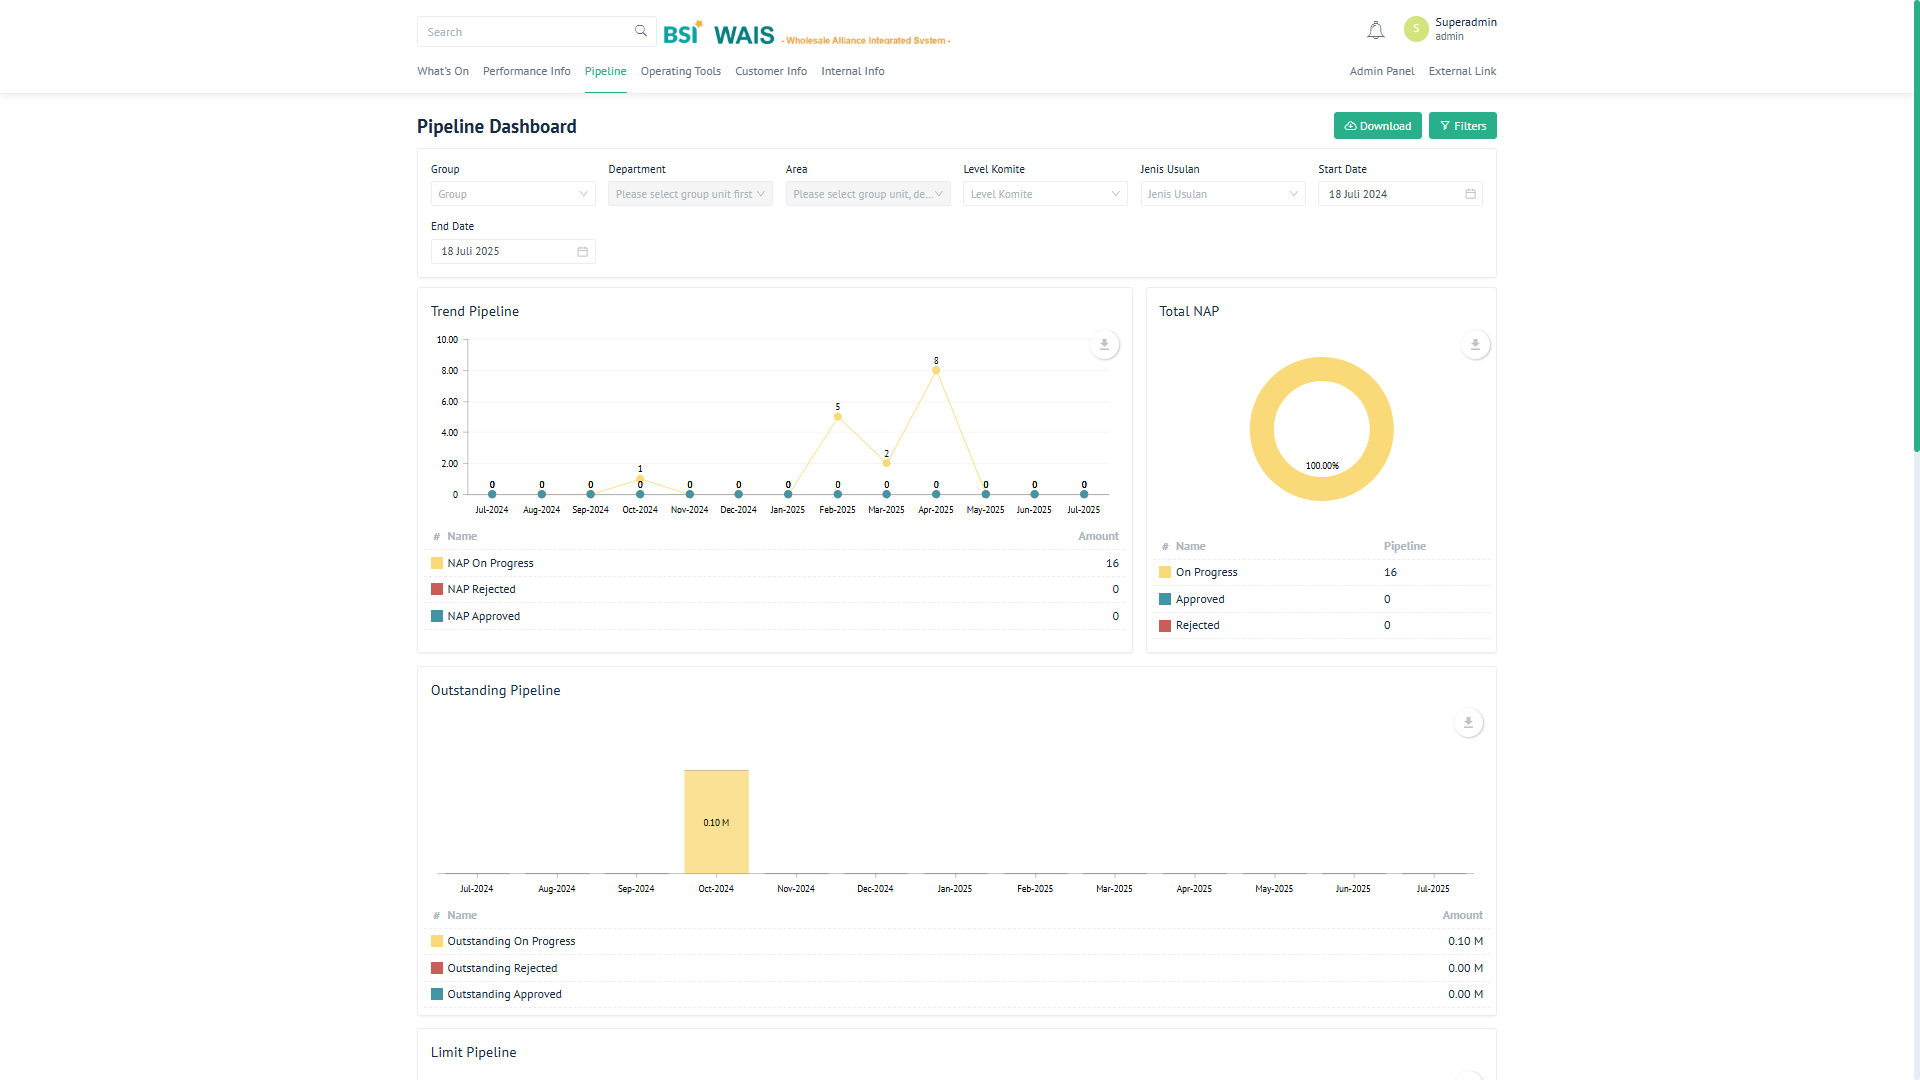 Search
BSI WAIS - Wholesale Alliance Integrated System -
S
Superadmin
admin
What's On Performance Info Pipeline Operating Tools Customer Info Internal Info Admin Panel External Link
Pipeline Dashboard
Download Filters
Group Department Area Level Komite Jenis Usulan Start Date
Group Please select group unit first Please select group unit, de... Level Komite Jenis Usulan 18 Juli 2024
End Date
18 Juli 2025
Trend Pipeline
10.00
8.00
6.00
4.00
2.00
0
8
5
2
1
0 0 0 0 0 0 0 0 0 0 0 0 0
Jul-2024 Aug-2024 Sep-2024 Oct-2024 Nov-2024 Dec-2024 Jan-2025 Feb-2025 Mar-2025 Apr-2025 May-2025 Jun-2025 Jul-2025
# Name Amount
NAP On Progress 16
NAP Rejected 0
NAP Approved 0
Total NAP
100.00%
# Name Pipeline
On Progress 16
Approved 0
Rejected 0
Outstanding Pipeline
0.10 M
Jul-2024 Aug-2024 Sep-2024 Oct-2024 Nov-2024 Dec-2024 Jan-2025 Feb-2025 Mar-2025 Apr-2025 May-2025 Jun-2025 Jul-2025
# Name Amount
Outstanding On Progress 0.10 M
Outstanding Rejected 0.00 M
Outstanding Approved 0.00 M
Limit Pipeline